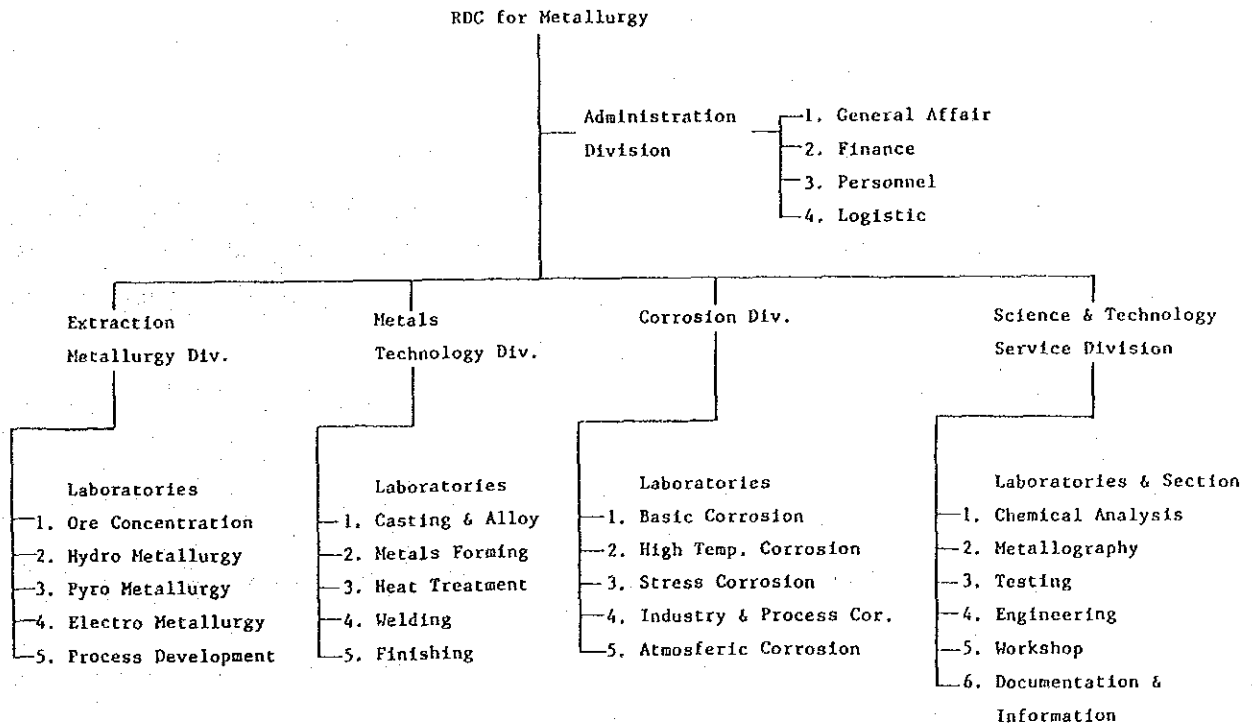 RDC for Metallurgy
Administration
Division
1. General Affair
2. Finance
3. Personnel
4. Logistic
Extraction
Metallurgy Div.
Laboratories
1. Ore Concentration
2. Hydro Metallurgy
3. Pyro Metallurgy
4. Electro Metallurgy
5. Process Development
Metals
Technology Div.
Laboratories
1. Casting & Alloy
2. Metals Forming
3. Heat Treatment
4. Welding
5. Finishing
Corrosion Div.
Laboratories
1. Basic Corrosion
2. High Temp. Corrosion
3. Stress Corrosion
4. Industry & Process Cor.
5. Atmosferic Corrosion
Science & Technology
Service Division
Laboratories & Section
1. Chemical Analysis
2. Metallography
3. Testing
4. Engineering
5. Workshop
6. Documentation &
Information